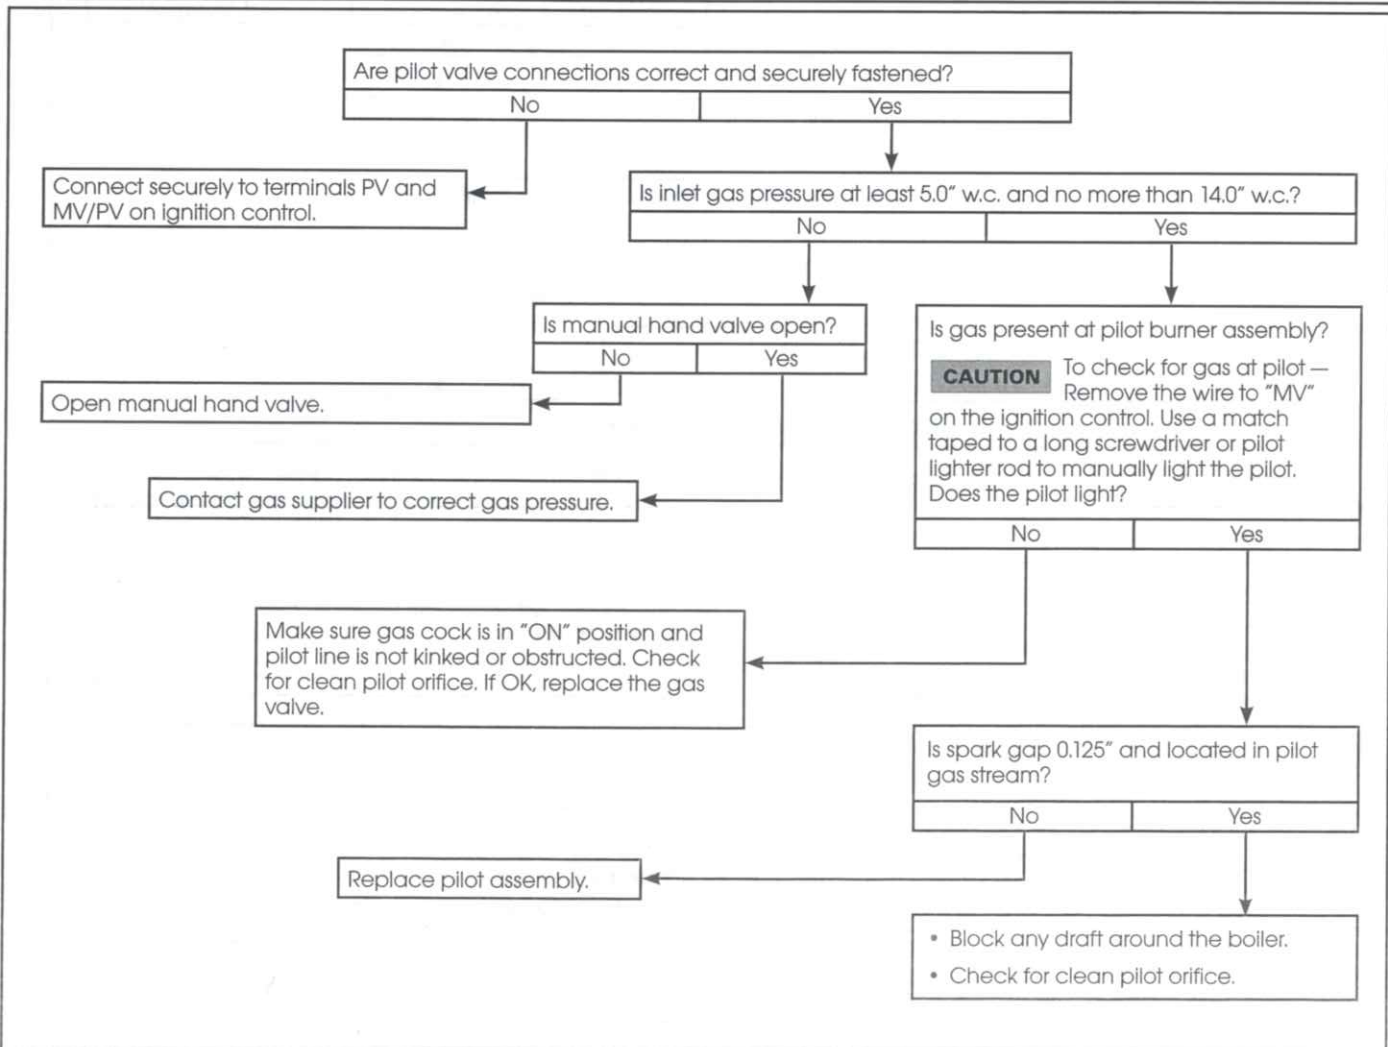 Are pilot valve connections correct and securely fastened?
No
Yes
Connect securely to terminals PV and
MV/PV on ignition control.
Is inlet gas pressure at least 5.0" w.c. and no more than 14.0" w.c.?
No
Yes
Is manual hand valve open?
No
Yes
Open manual hand valve.
Contact gas supplier to correct gas pressure.
Is gas present at pilot burner assembly?
CAUTION To check for gas at pilot —
Remove the wire to "MV"
on the ignition control. Use a match
taped to a long screwdriver or pilot
lighter rod to manually light the pilot.
Does the pilot light?
No
Yes
Make sure gas cock is in "ON" position and
pilot line is not kinked or obstructed. Check
for clean pilot orifice. If OK, replace the gas
valve.
Is spark gap 0.125" and located in pilot
gas stream?
No
Yes
Replace pilot assembly.
• Block any draft around the boiler.
• Check for clean pilot orifice.